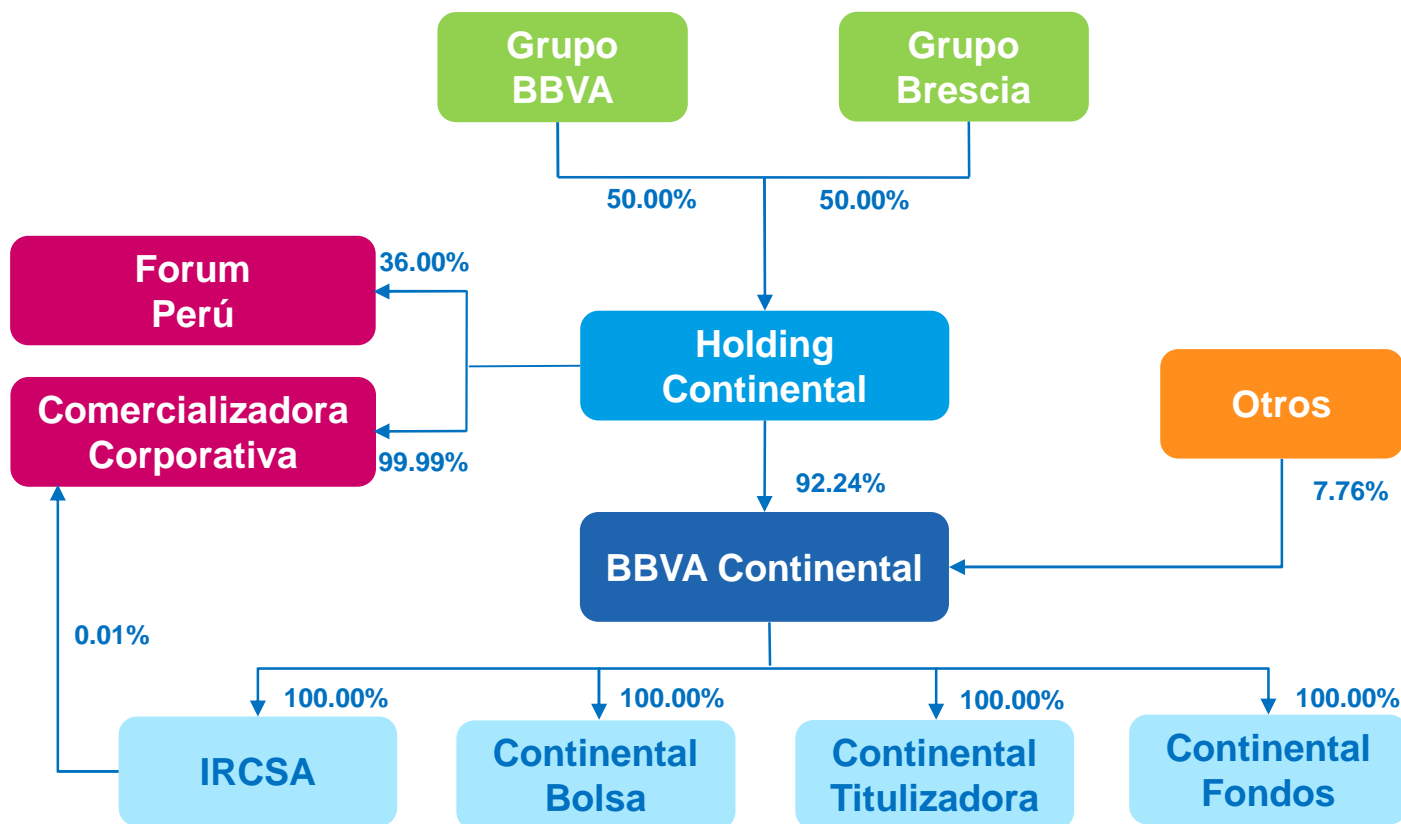 Grupo
BBVA
Grupo
Brescia
50.00%
50.00%
Forum
Perú
36.00%
Holding
Continental
Comercializadora
Corporativa
99.99%
Otros
92.24%
7.76%
BBVA Continental
0.01%
100.00%
100.00%
100.00%
100.00%
IRCSA
Continental
Bolsa
Continental
Titulizadora
Continental
Fondos